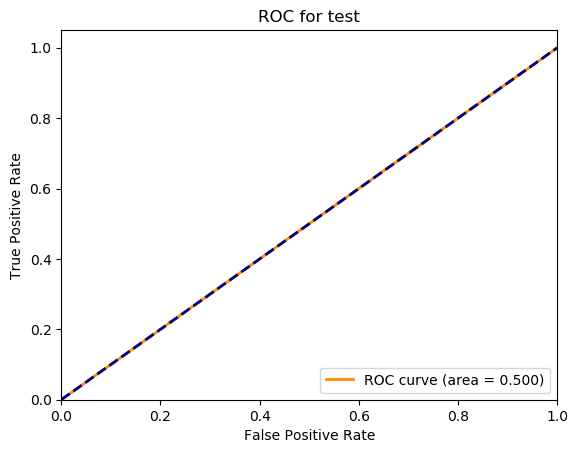 ROC for test
True Positive Rate
1.0
0.8
0.6
0.4
0.2
0.0
ROC curve (area = 0.500)
0.0 0.2 0.4 0.6 0.8 1.0
False Positive Rate